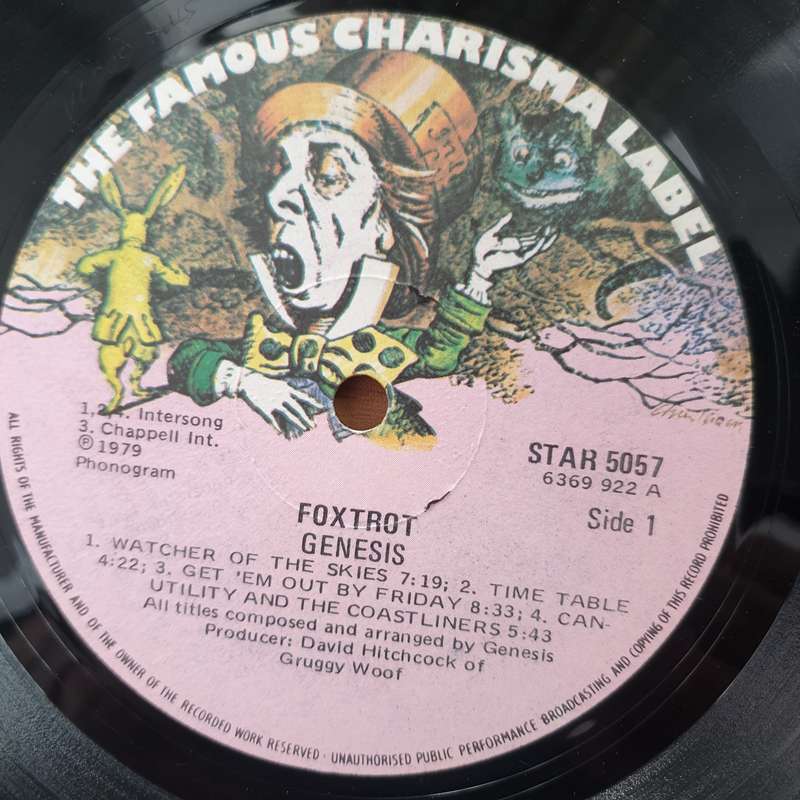 THE FAMOUS CHARISMA LABEL
1, 2, 4. Intersong
3. Chappell Int.
℗ 1979
Phonogram
STAR 5057
6369 922 A
Side 1
FOXTROT
GENESIS
1. WATCHER OF THE SKIES 7:19; 2. TIME TABLE
4:22; 3. GET 'EM OUT BY FRIDAY 8:33; 4. CAN-
UTILITY AND THE COASTLINERS 5:43
All titles composed and arranged by Genesis
Producer: David Hitchcock of
Gruggy Woof
ALL RIGHTS OF THE MANUFACTURER AND OF THE OWNER OF THE RECORDED WORK RESERVED · UNAUTHORISED PUBLIC PERFORMANCE BROADCASTING AND COPYING OF THIS RECORD PROHIBITED